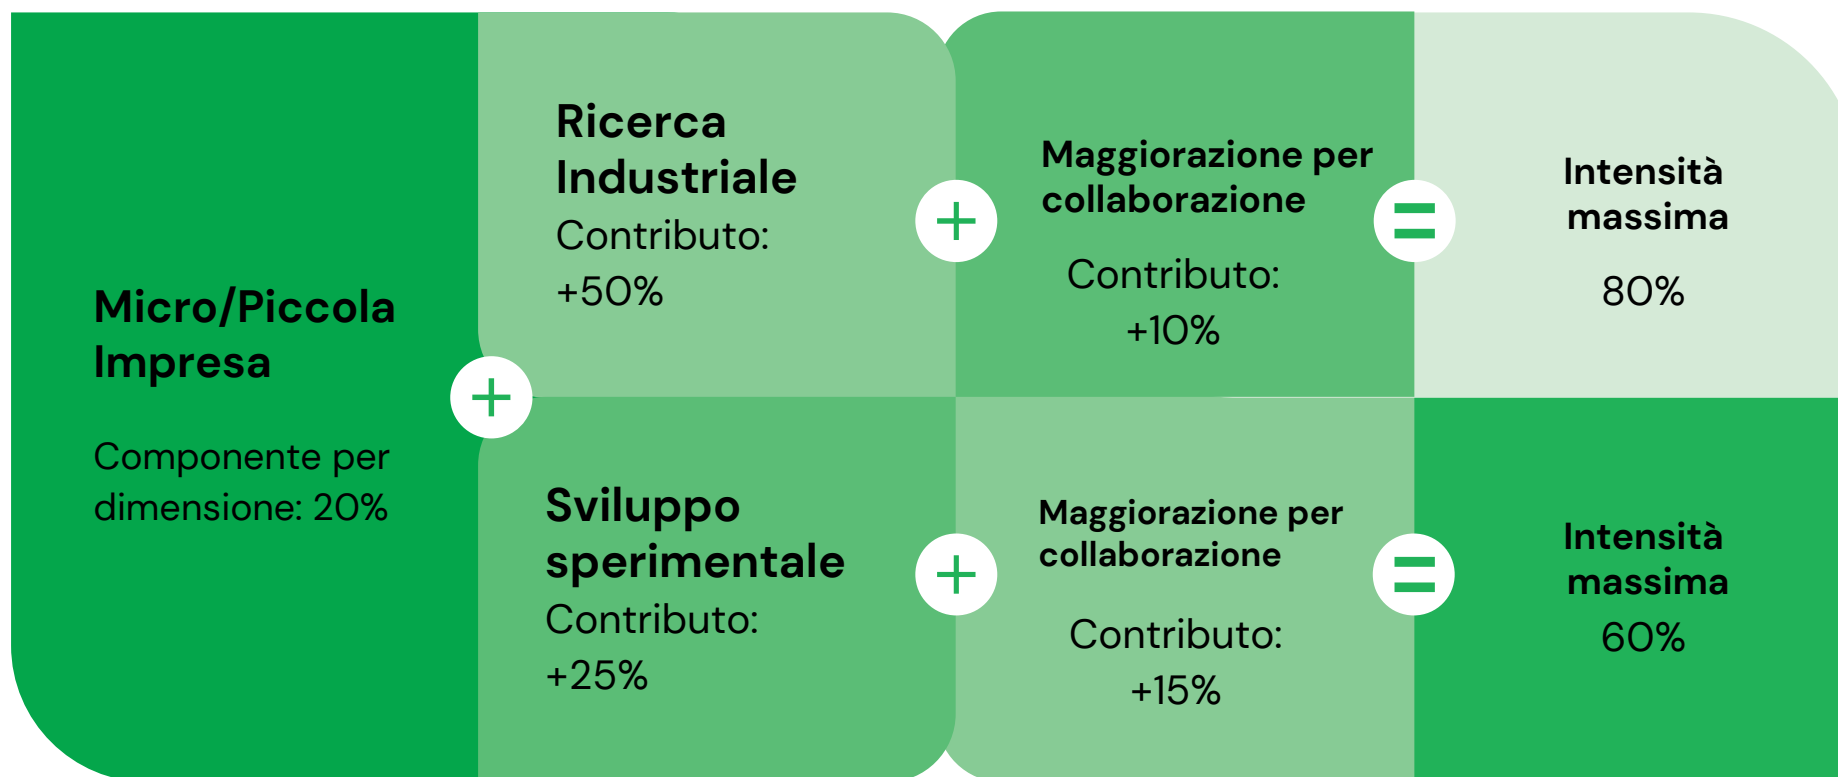 Micro/Piccola
Impresa
Componente per
dimensione: 20%
+
Ricerca
Industriale
Contributo:
+50%
+
Maggiorazione per
collaborazione
Contributo:
+10%
=
Intensità
massima
80%
Sviluppo
sperimentale
Contributo:
+25%
+
Maggiorazione per
collaborazione
Contributo:
+15%
=
Intensità
massima
60%